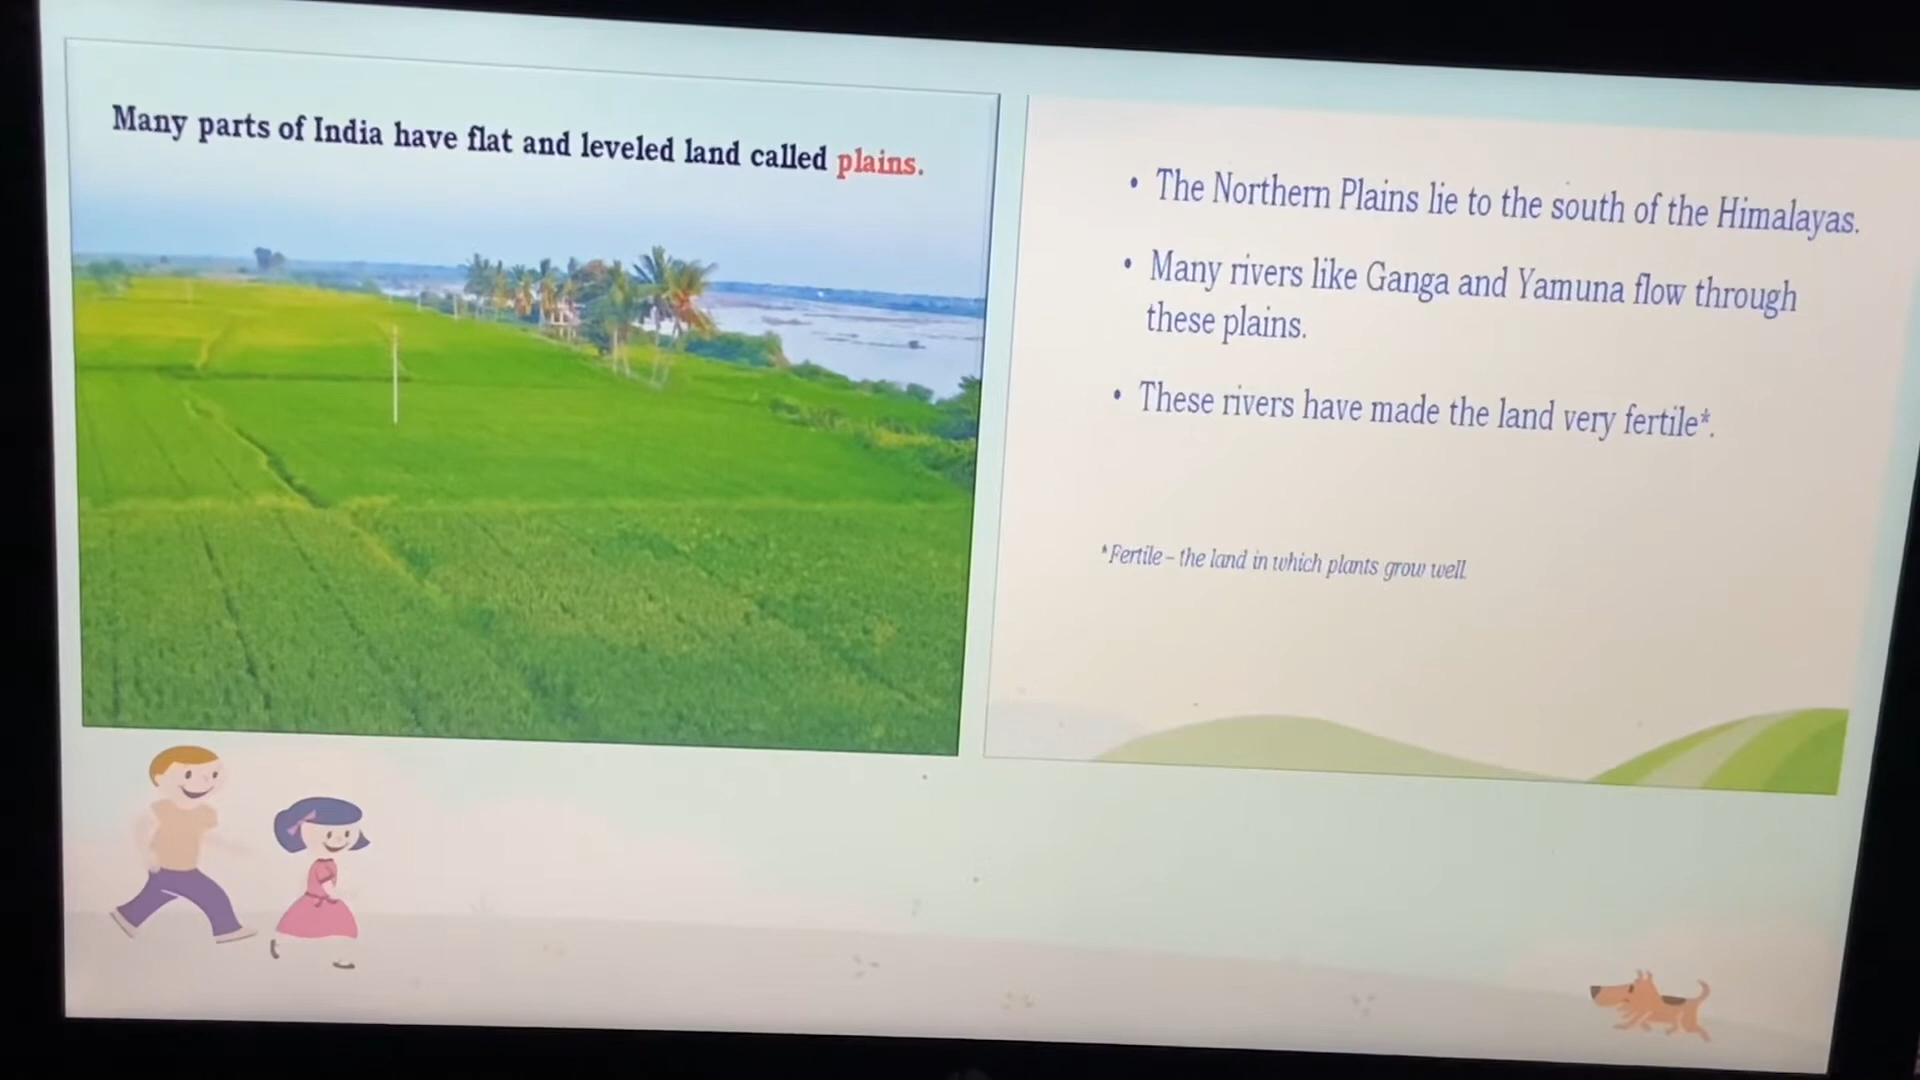 Many parts of India have flat and leveled land called plains.
• The Northern Plains lie to the south of the Himalayas.
• Many rivers like Ganga and Yamuna flow through
these plains.
• These rivers have made the land very fertile*.
*Fertile – the land in which plants grow well.